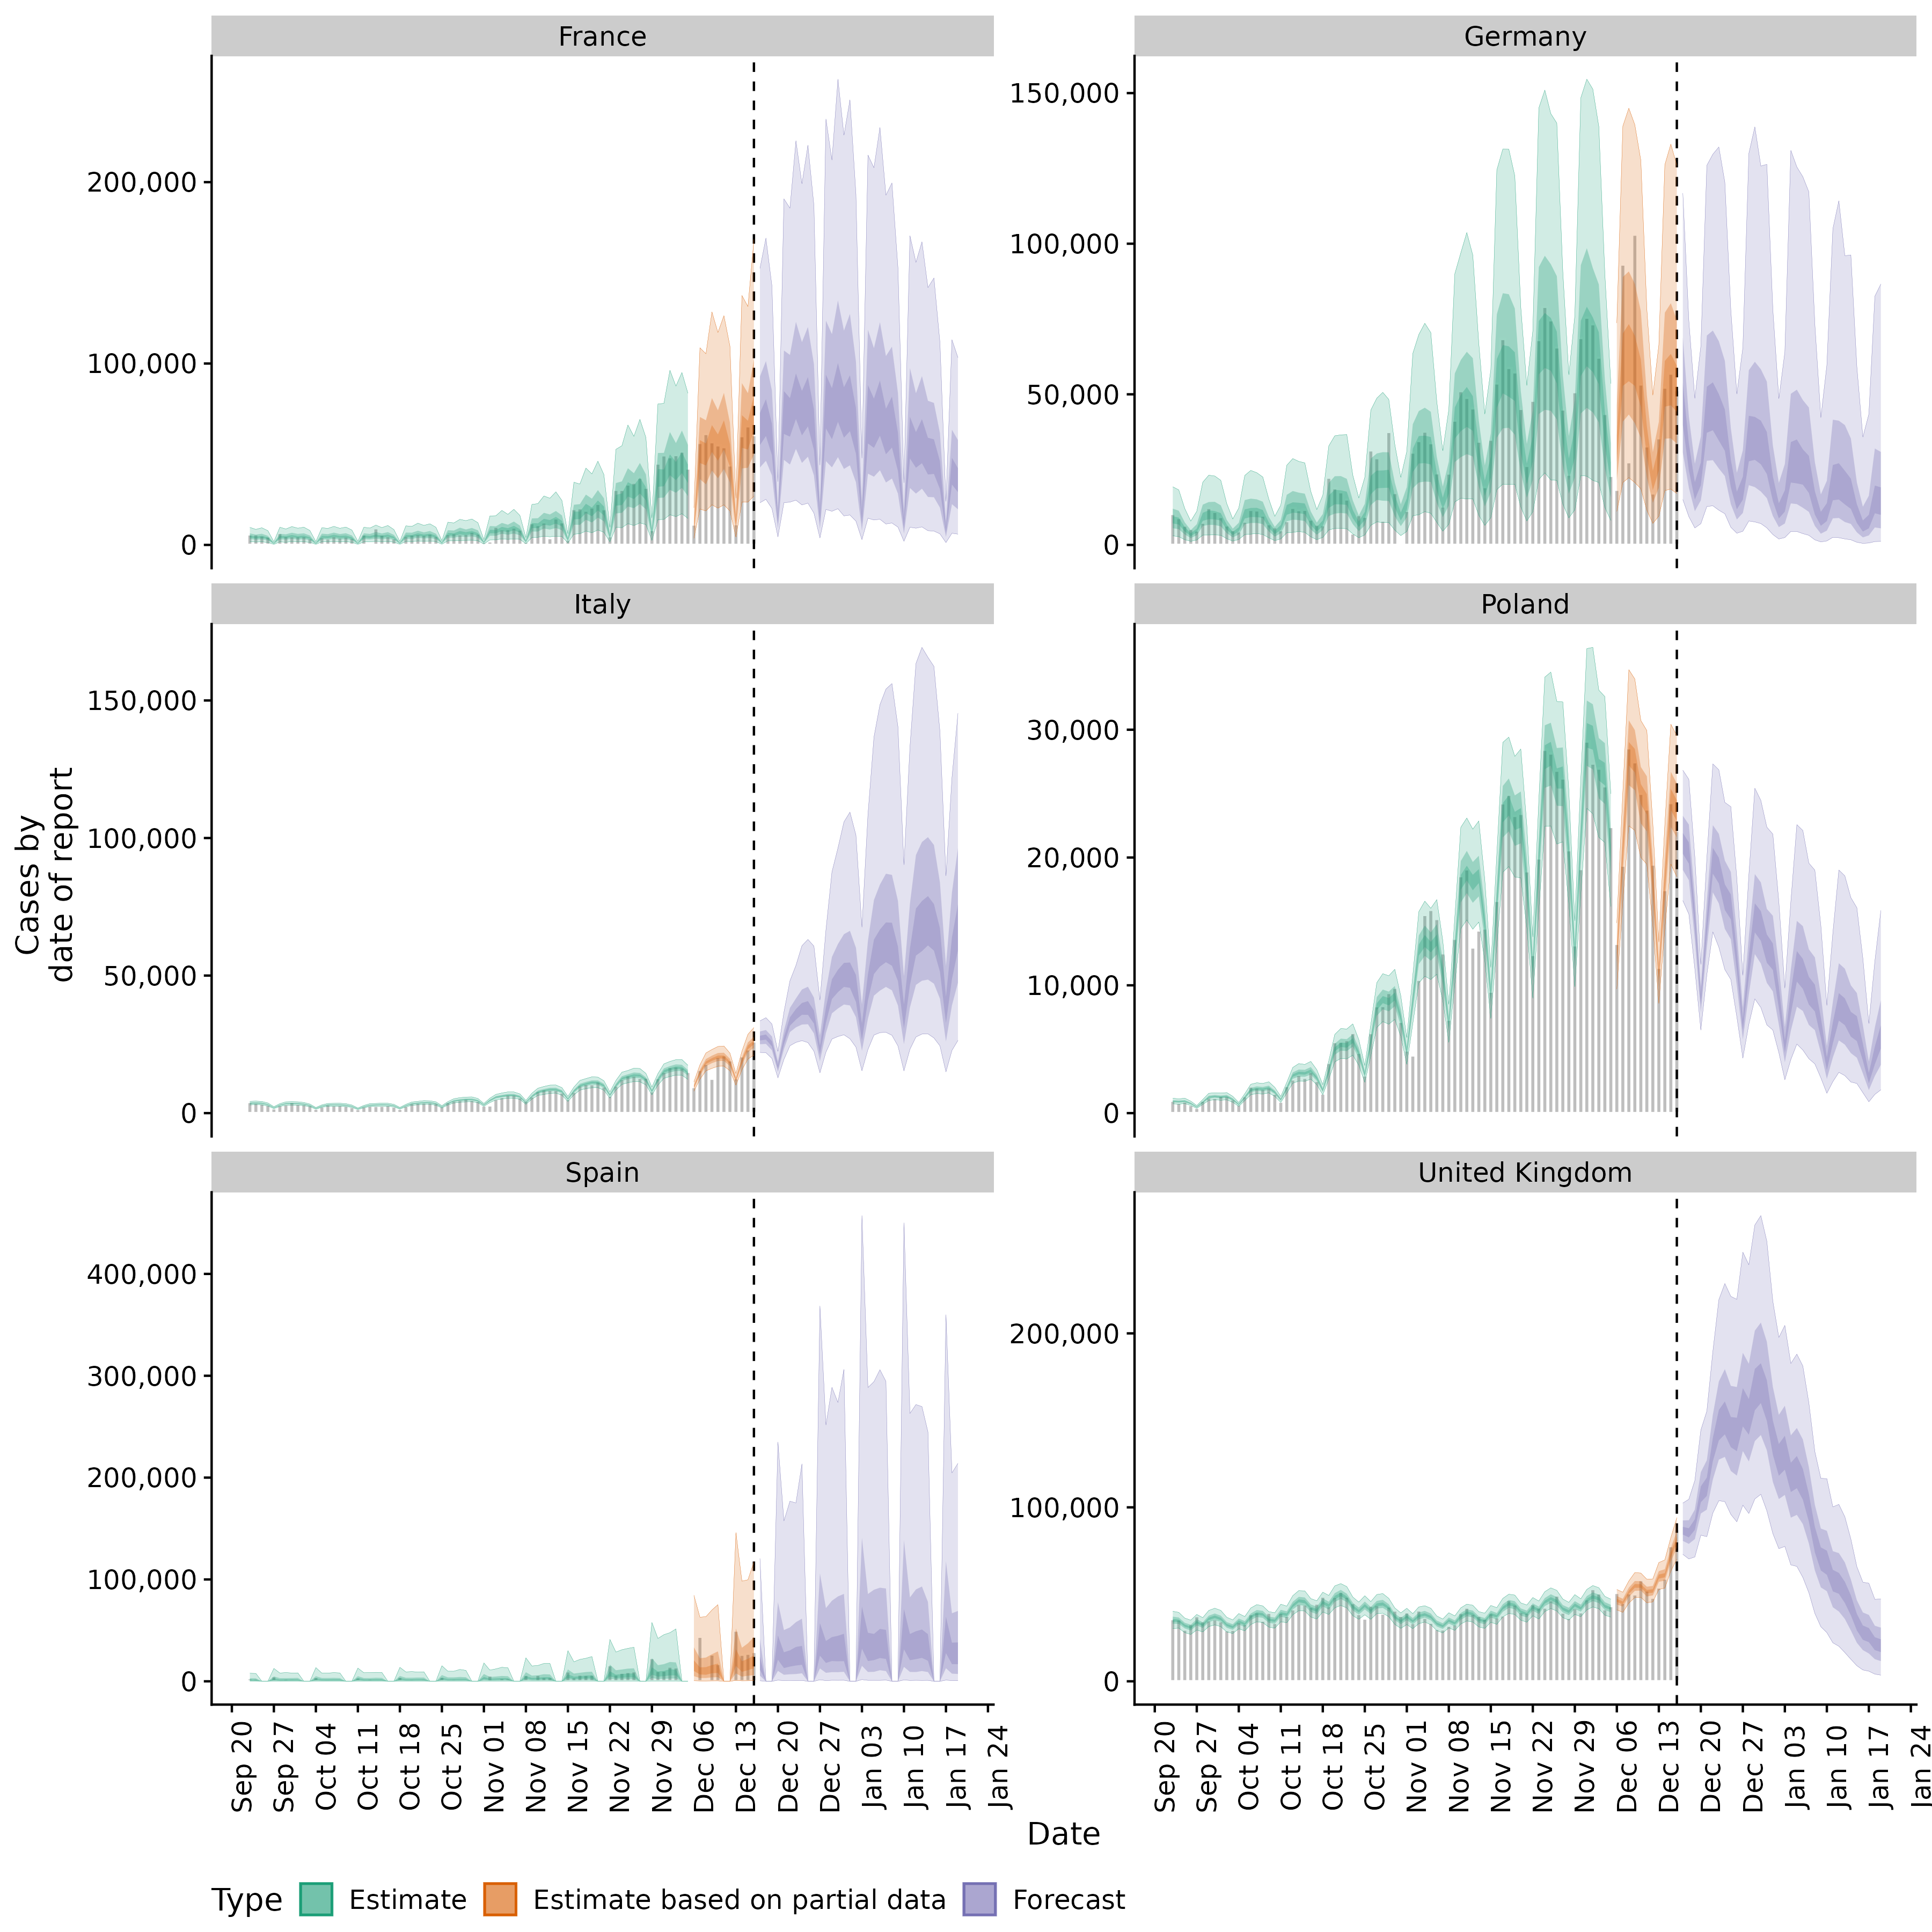 France
Germany
200,000
100,000
0
150,000
100,000
50,000
0
Italy
Poland
150,000
100,000
50,000
0
30,000
20,000
10,000
0
Cases by
date of report
Spain
United Kingdom
400,000
300,000
200,000
100,000
0
200,000
100,000
0
Sep 20
Sep 27
Oct 04
Oct 11
Oct 18
Oct 25
Nov 01
Nov 08
Nov 15
Nov 22
Nov 29
Dec 06
Dec 13
Dec 20
Dec 27
Jan 03
Jan 10
Jan 17
Jan 24
Sep 20
Sep 27
Oct 04
Oct 11
Oct 18
Oct 25
Nov 01
Nov 08
Nov 15
Nov 22
Nov 29
Dec 06
Dec 13
Dec 20
Dec 27
Jan 03
Jan 10
Jan 17
Jan 24
Date
Type Estimate Estimate based on partial data Forecast